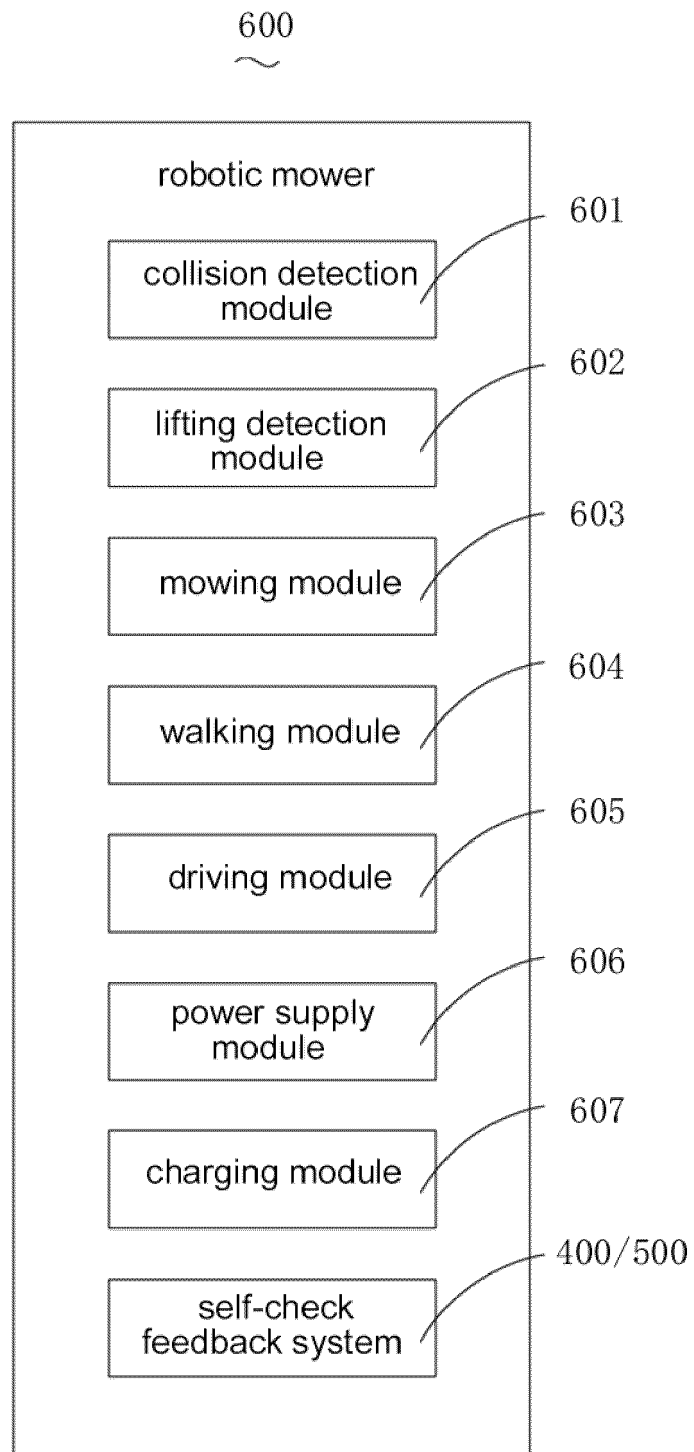 600
robotic mower
601
collision detection
module
602
lifting detection
module
603
mowing module
604
walking module
605
driving module
606
power supply
module
607
charging module
400/500
self-check
feedback system